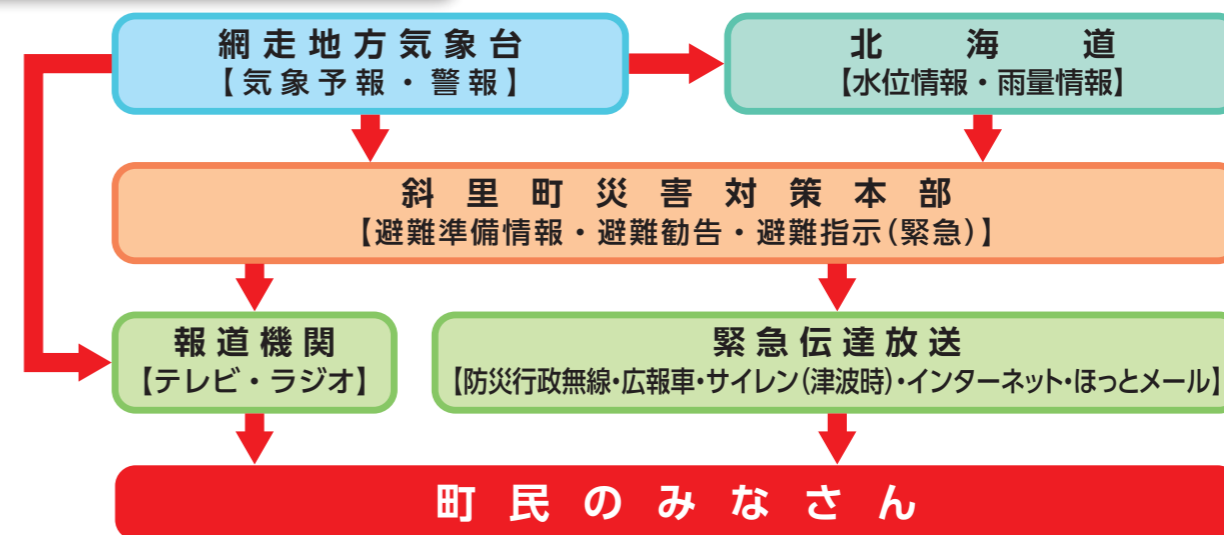 網走地方気象台
【気象予報・警報】
北海道
【水位情報・雨量情報】
斜里町災害対策本部
【避難準備情報・避難勧告・避難指示(緊急)】
報道機関
【テレビ・ラジオ】
緊急伝達放送
【防災行政無線・広報車・サイレン(津波時)・インターネット・ほっとメール】
町民のみなさん